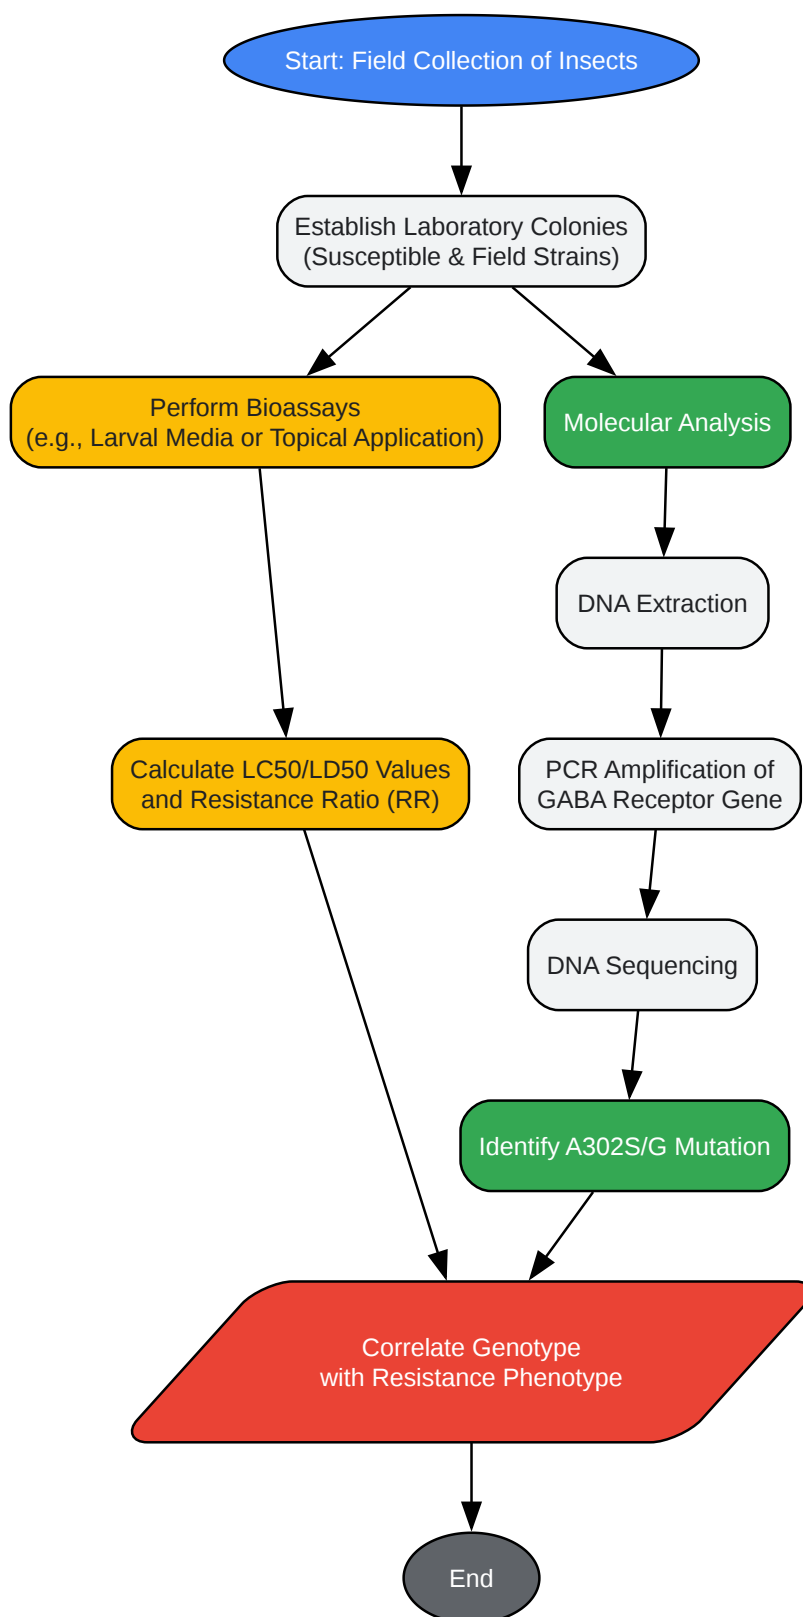 Start: Field Collection of Insects
Establish Laboratory Colonies
(Susceptible & Field Strains)
Perform Bioassays
(e.g., Larval Media or Topical Application)
Molecular Analysis
DNA Extraction
Calculate LC50/LD50 Values
and Resistance Ratio (RR)
PCR Amplification of
GABA Receptor Gene
DNA Sequencing
Identify A302S/G Mutation
Correlate Genotype
with Resistance Phenotype
End